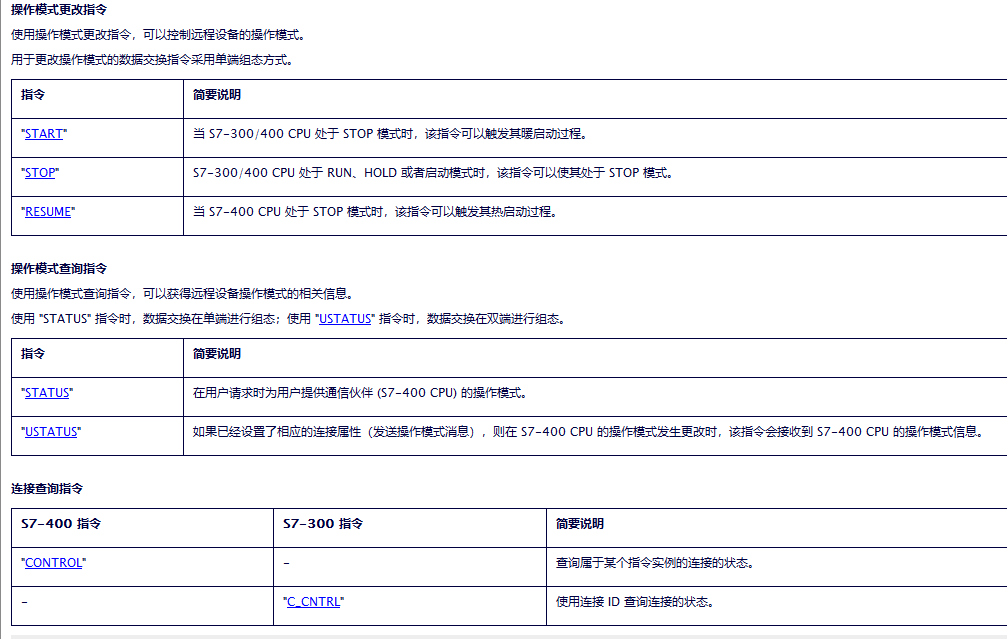 操作模式更改指令
使用操作模式更改指令，可以控制远程设备的操作模式。
用于更改操作模式的数据交换指令采用单端组态方式。
指令 简要说明
"START" 当 S7-300/400 CPU 处于 STOP 模式时，该指令可以触发其暖启动过程。
"STOP" S7-300/400 CPU 处于 RUN、HOLD 或者启动模式时，该指令可以使其处于 STOP 模式。
"RESUME" 当 S7-400 CPU 处于 STOP 模式时，该指令可以触发其热启动过程。
操作模式查询指令
使用操作模式查询指令，可以获得远程设备操作模式的相关信息。
使用 "STATUS" 指令时，数据交换在单端进行组态；使用 "USTATUS" 指令时，数据交换在双端进行组态。
指令 简要说明
"STATUS" 在用户请求时为用户提供通信伙伴 (S7-400 CPU) 的操作模式。
"USTATUS" 如果已经设置了相应的连接属性（发送操作模式消息），则在 S7-400 CPU 的操作模式发生更改时，该指令会接收到 S7-400 CPU 的操作模式信息。
连接查询指令
S7-400 指令 S7-300 指令 简要说明
"CONTROL" - 查询属于某个指令实例的连接的状态。
- "C_CNTRL" 使用连接 ID 查询连接的状态。